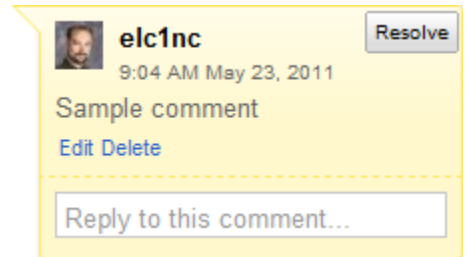 elc1nc
Resolve
9:04 AM May 23, 2011
Sample comment
Edit Delete
Reply to this comment...